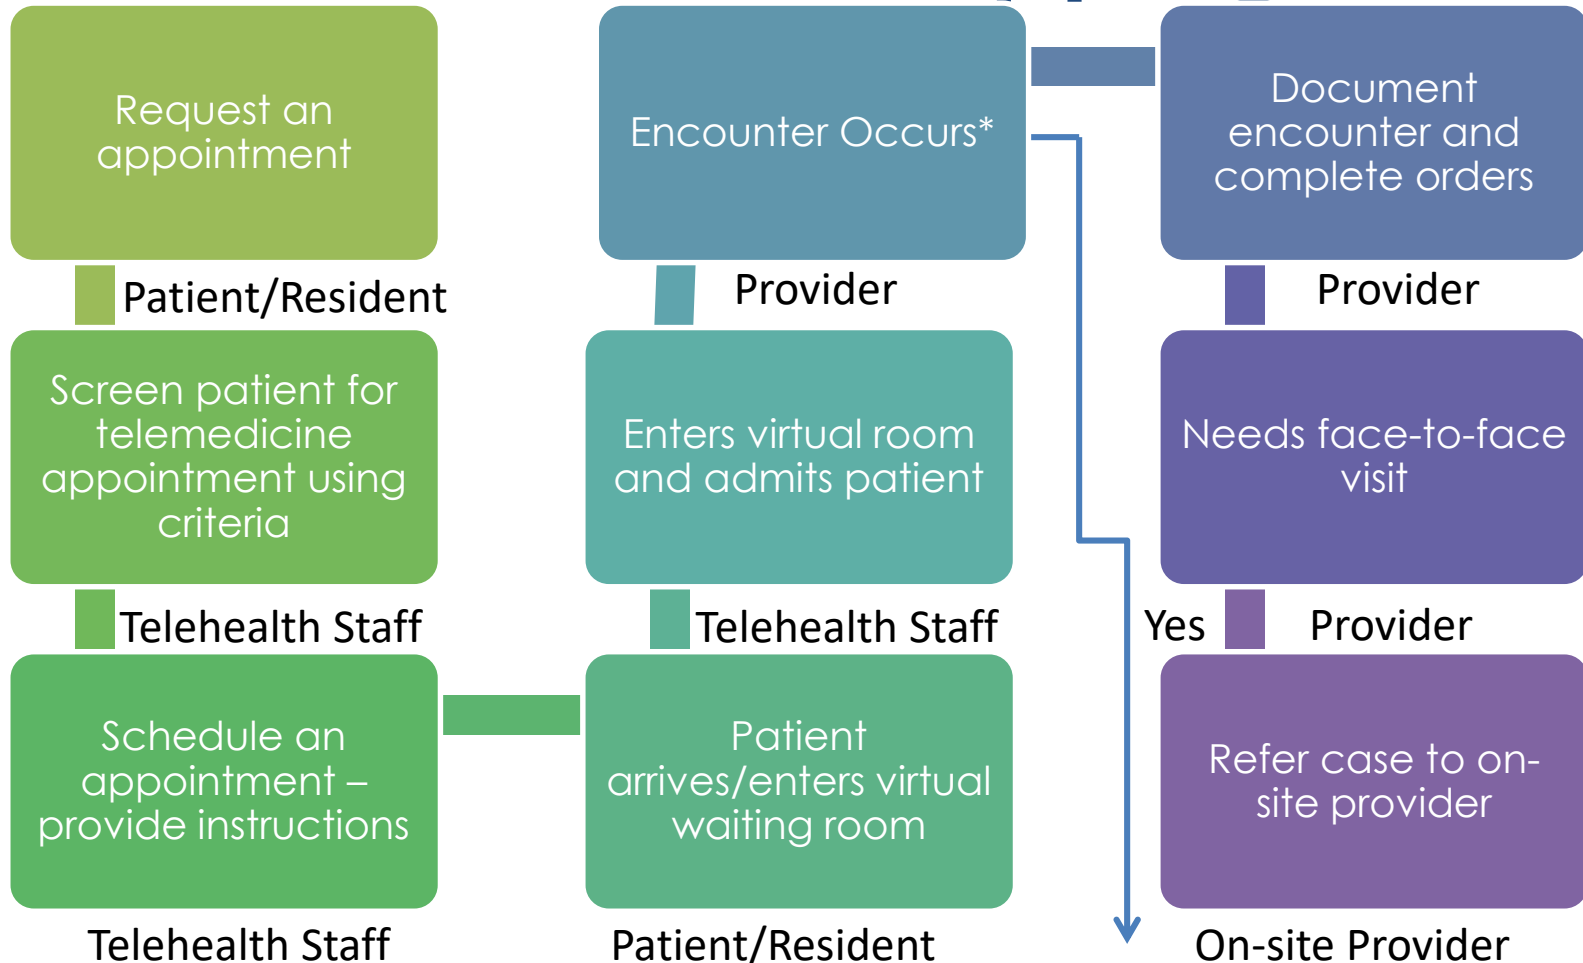 Request an
appointment
Patient/Resident
Screen patient for
telemedicine
appointment using
criteria
Telehealth Staff
Schedule an
appointment –
provide instructions
Telehealth Staff
Encounter Occurs*
Provider
Enters virtual room
and admits patient
Telehealth Staff
Patient
arrives/enters virtual
waiting room
Patient/Resident
Document
encounter and
complete orders
Provider
Needs face-to-face
visit
Yes
Provider
Refer case to on-
site provider
On-site Provider